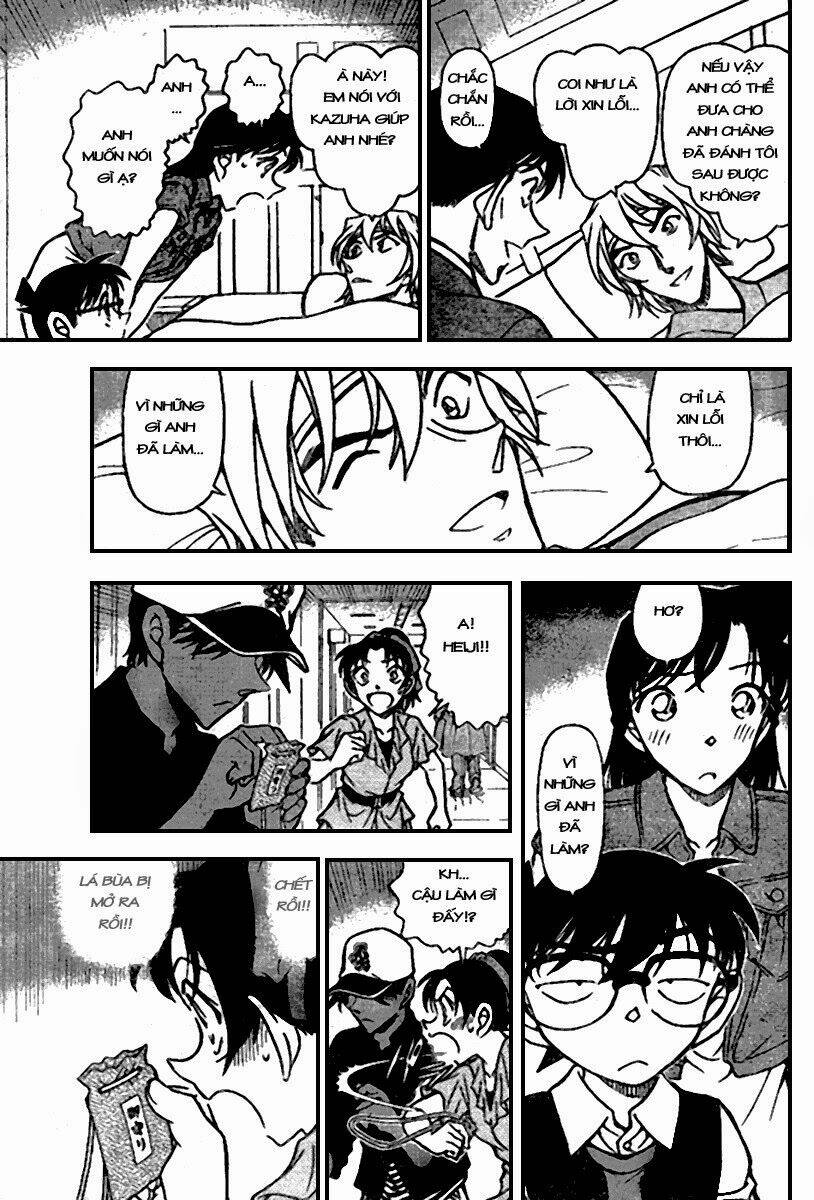 NẾU VẬY
ANH CÓ THỂ
ĐƯA CHO
ANH CHÀNG
ĐÃ ĐÁNH TÔI
SAU ĐƯỢC
KHÔNG?
COI NHƯ LÀ
LỜI XIN LỖI...
CHẮC
CHẮN
RỒI...
À NÀY!
EM NÓI VỚI
KAZUHA GIÚP
ANH NHÉ?
A...
ANH
...
ANH
MUỐN NÓI
GÌ Ạ?
CHỈ LÀ
XIN LỖI
THÔI...
VÌ NHỮNG
GÌ ANH
ĐÃ LÀM...
HƠ?
VÌ
NHỮNG
GÌ ANH
ĐÃ
LÀM?
A!
HEIJI!!
KH...
CẬU LÀM GÌ
ĐẤY!?
CHẾT
RỒI!!
LÁ BÙA BỊ
MỞ RA
RỒI!!